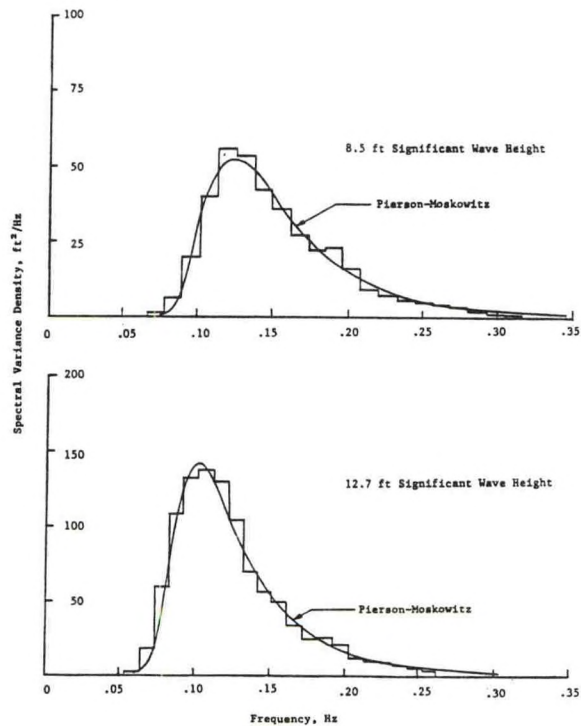 Spectral Variance Density, ft²/Hz
100
75
50
25
8.5 ft Significant Wave Height
Pierson-Moskowitz
0 .05 .10 .15 .20 .25 .30 .35
200
150
100
50
12.7 ft Significant Wave Height
Pierson-Moskowitz
0 .05 .10 .15 .20 .25 .30 .35
Frequency, Hz